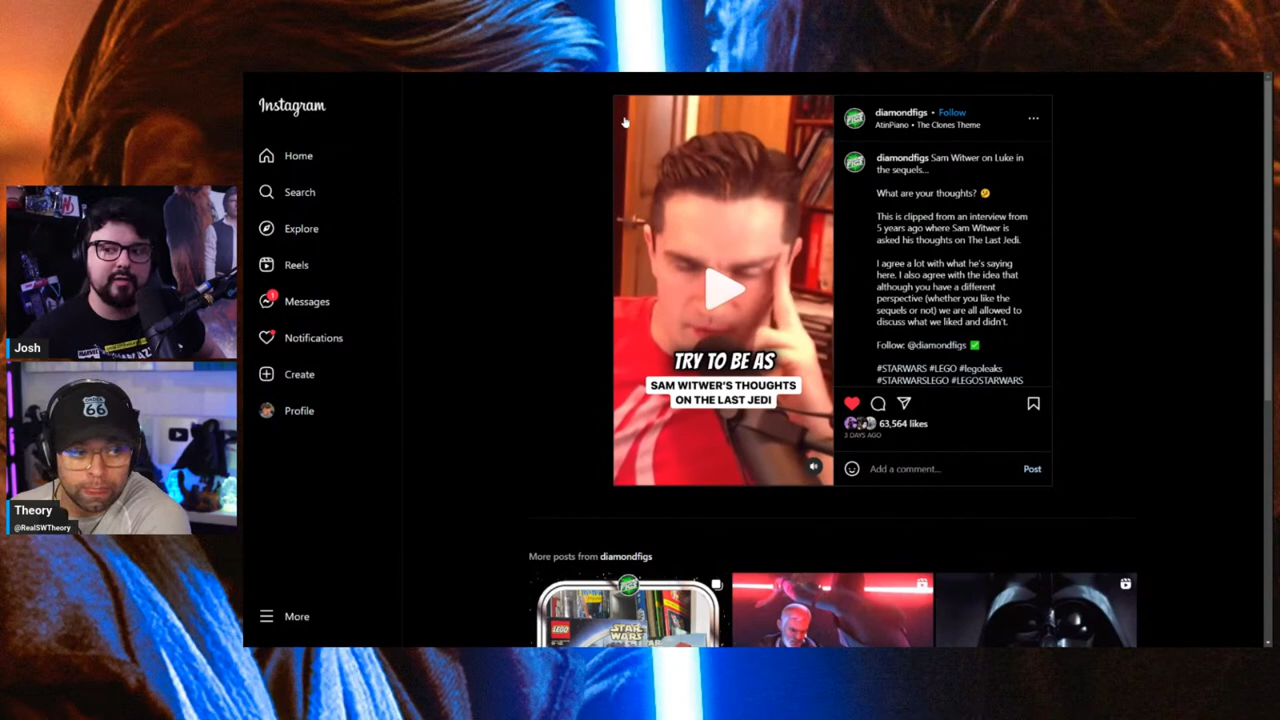 Instagram
Home
Search
Explore
Reels
1
Messages
Notifications
Create
Profile
More
Josh
66
Theory
@RealSWTheory
TRY TO BE AS
SAM WITWER'S THOUGHTS
ON THE LAST JEDI
diamondfigs • Follow
AtinPiano • The Clones Theme
diamondfigs Sam Witwer on Luke in
the sequels...
What are your thoughts? 🤨
This is clipped from an interview from
5 years ago where Sam Witwer is
asked his thoughts on The Last Jedi.
I agree a lot with what he's saying
here. I also agree with the idea that
although you have a different
perspective (whether you like the
sequels or not) we are all allowed to
discuss what we liked and didn't.
Follow: @diamondfigs ✅
#STARWARS #LEGO #legoleaks
#STARWARSLEGO #LEGOSTARWARS
63,564 likes
3 DAYS AGO
Add a comment...
Post
More posts from diamondfigs
LEGO
STAR
WARS